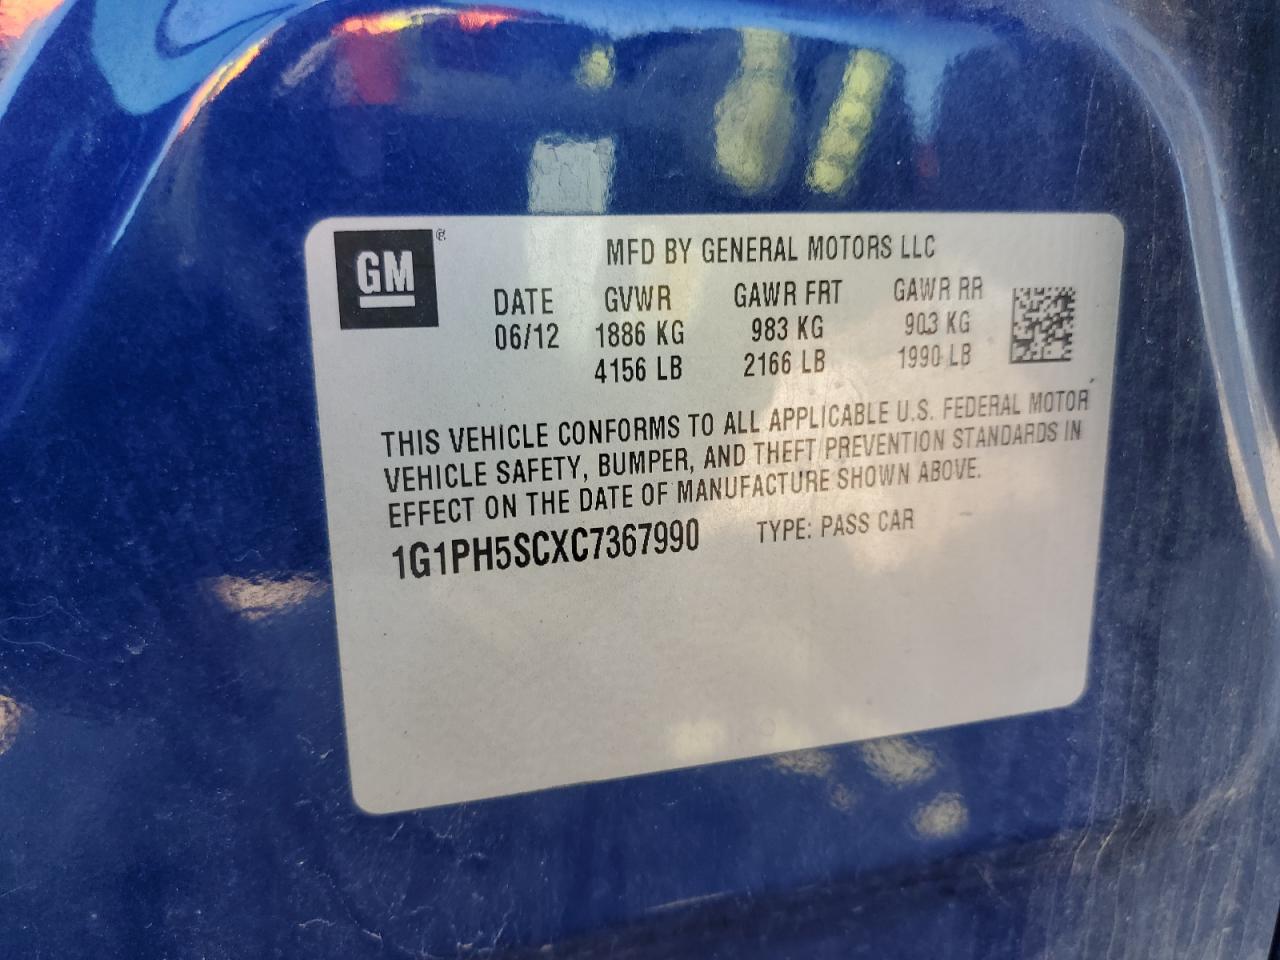 GM ®
MFD BY GENERAL MOTORS LLC
DATE GVWR GAWR FRT GAWR RR
06/12 1886 KG 983 KG 903 KG
4156 LB 2166 LB 1990 LB
THIS VEHICLE CONFORMS TO ALL APPLICABLE U.S. FEDERAL MOTOR
VEHICLE SAFETY, BUMPER, AND THEFT PREVENTION STANDARDS IN
EFFECT ON THE DATE OF MANUFACTURE SHOWN ABOVE.
1G1PH5SCXC7367990 TYPE: PASS CAR